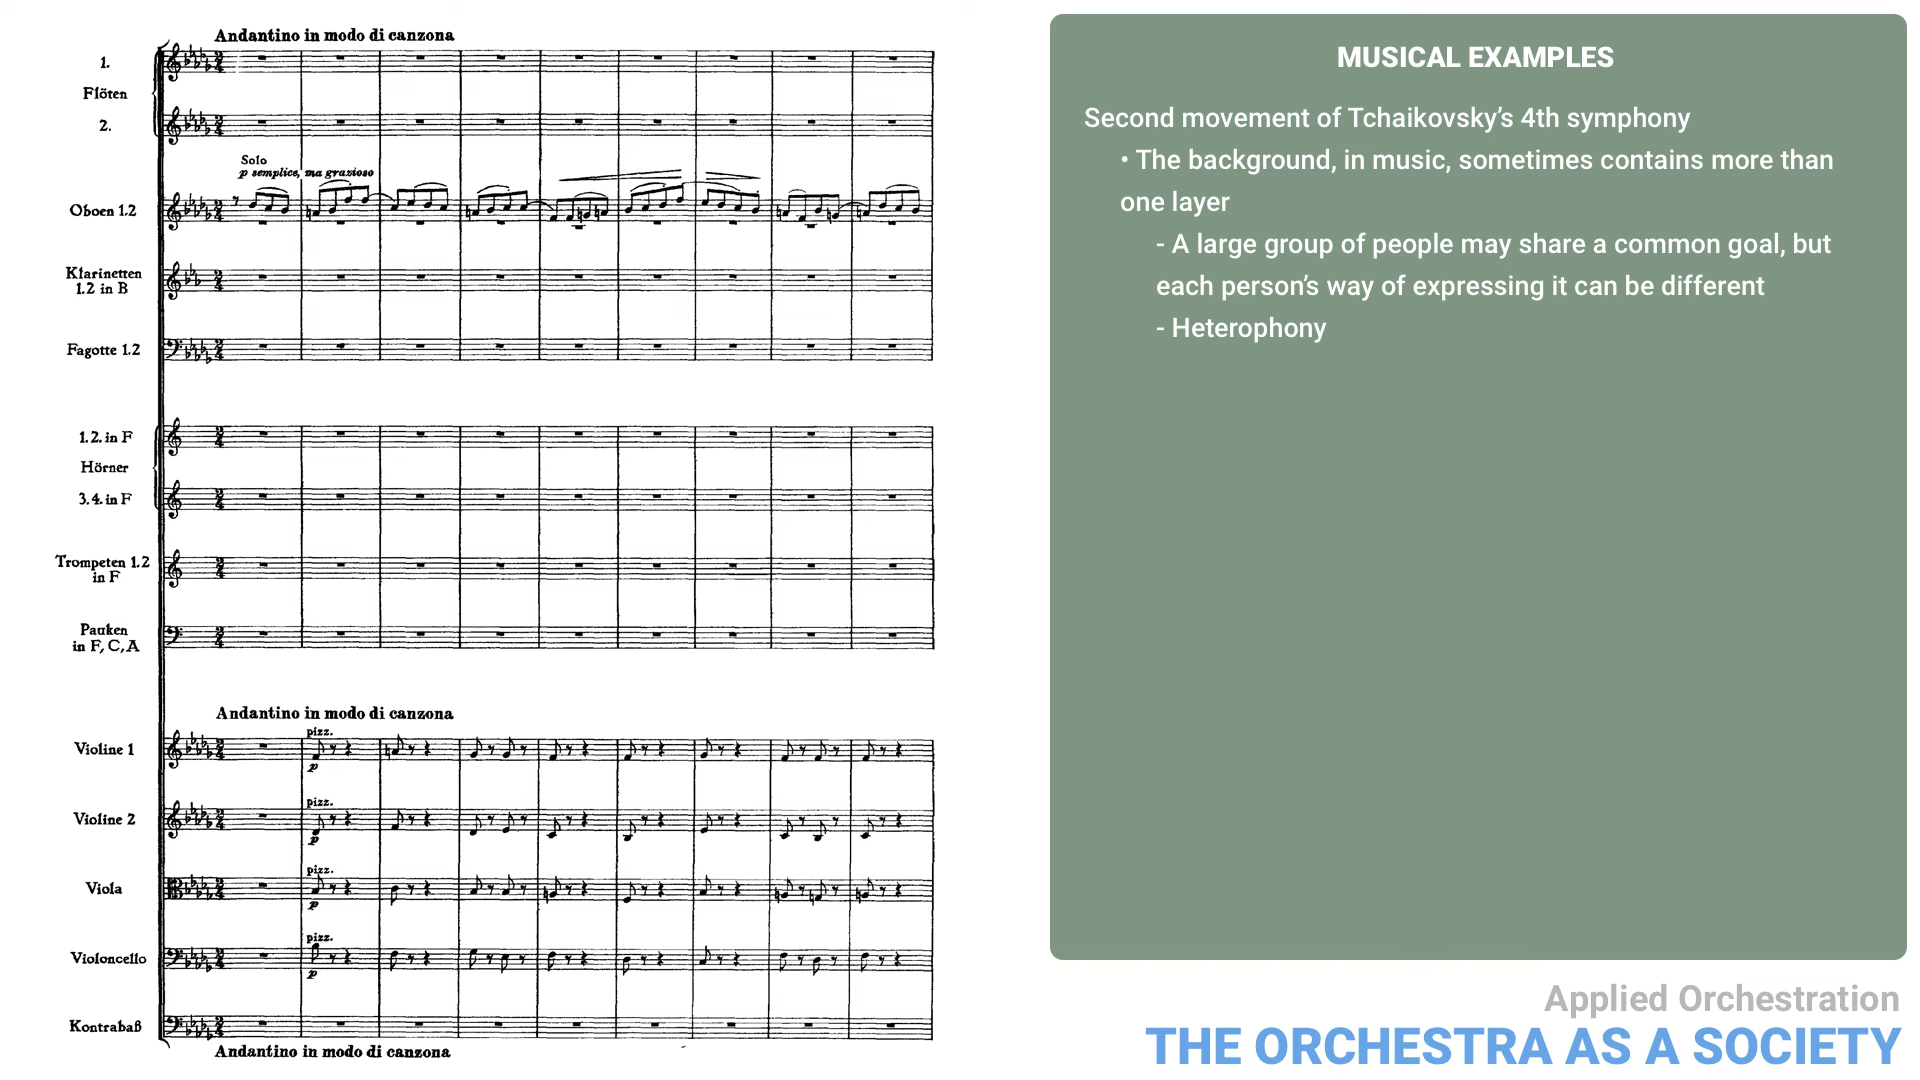 Andantino in modo di canzona
1.
Flöten
2.
Solo
p semplice, ma grazioso
Oboen 1.2
Klarinetten
1.2 in B
Fagotte 1.2
1. 2. in F
Hörner
3. 4. in F
Trompeten 1.2
in F
Pauken
in F, C, A
Andantino in modo di canzona
pizz.
Violine 1
p
pizz.
Violine 2
p
pizz.
Viola
p
pizz.
Violoncello
p
Kontrabaß
Andantino in modo di canzona
MUSICAL EXAMPLES
Second movement of Tchaikovsky’s 4th symphony
• The background, in music, sometimes contains more than
one layer
- A large group of people may share a common goal, but
each person’s way of expressing it can be different
- Heterophony
Applied Orchestration
THE ORCHESTRA AS A SOCIETY